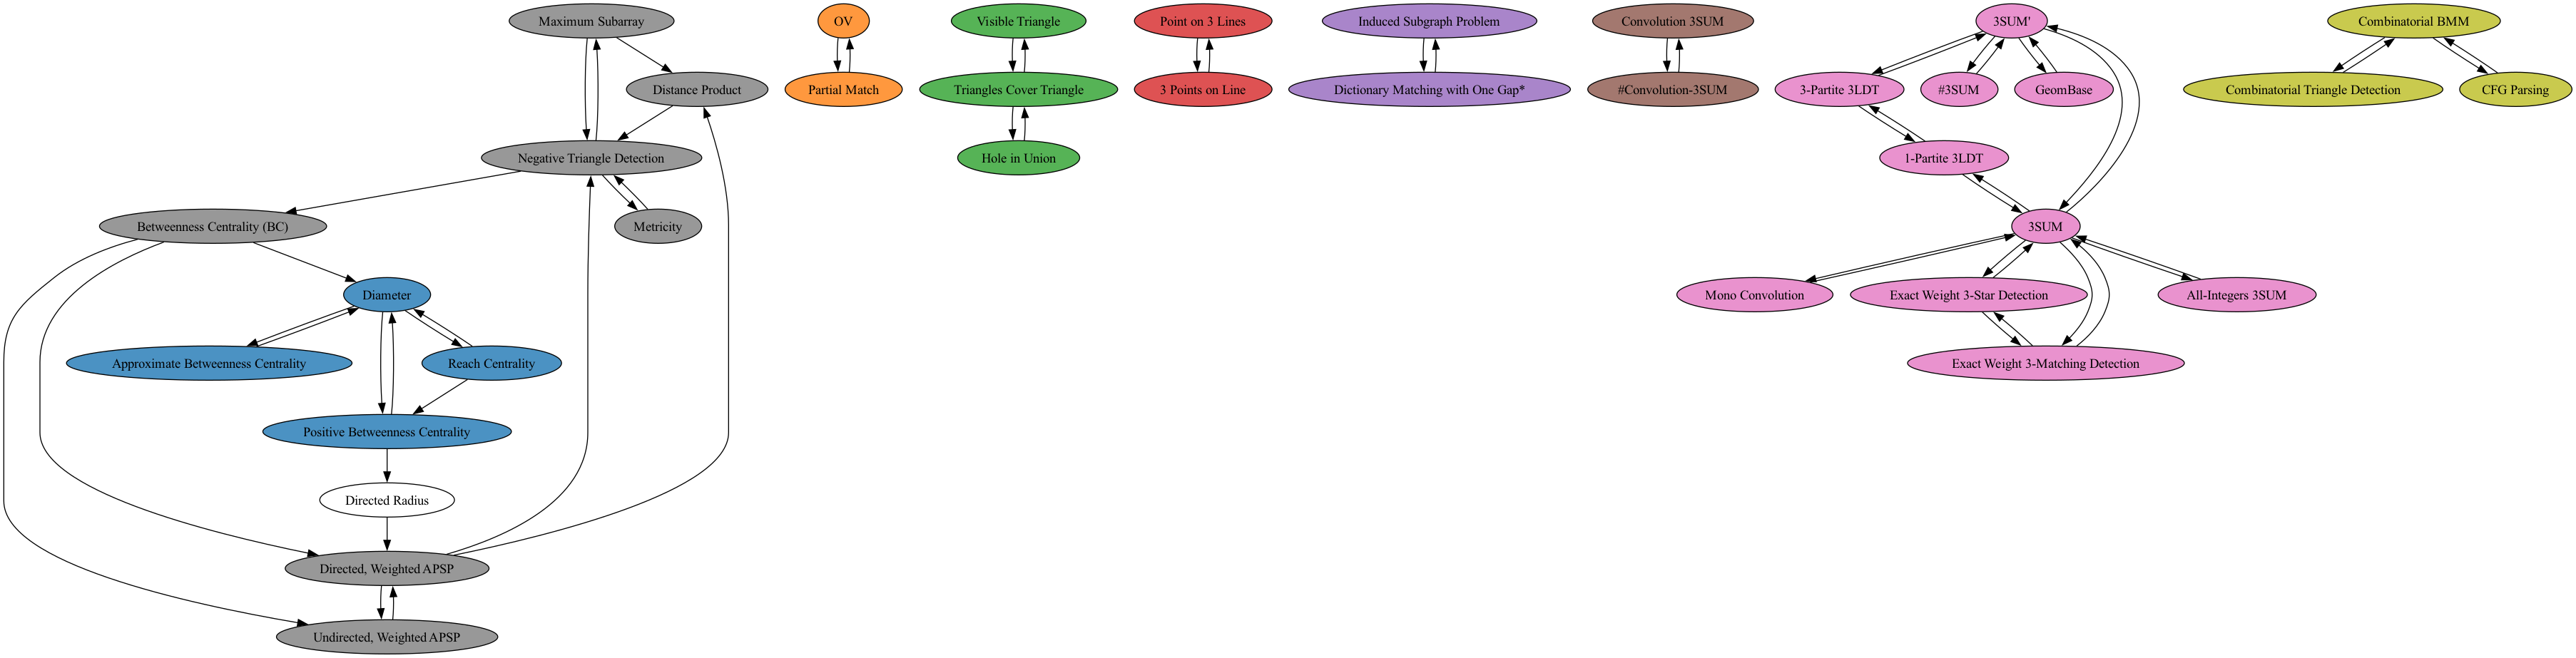 Maximum Subarray
OV
Visible Triangle
Point on 3 Lines
Induced Subgraph Problem
Convolution 3SUM
3SUM'
Combinatorial BMM
Distance Product
Partial Match
Triangles Cover Triangle
3 Points on Line
Dictionary Matching with One Gap*
#Convolution-3SUM
3-Partite 3LDT
#3SUM
GeomBase
Combinatorial Triangle Detection
CFG Parsing
Negative Triangle Detection
Hole in Union
1-Partite 3LDT
Betweenness Centrality (BC)
Metricity
3SUM
Diameter
Mono Convolution
Exact Weight 3-Star Detection
All-Integers 3SUM
Approximate Betweenness Centrality
Reach Centrality
Exact Weight 3-Matching Detection
Positive Betweenness Centrality
Directed Radius
Directed, Weighted APSP
Undirected, Weighted APSP